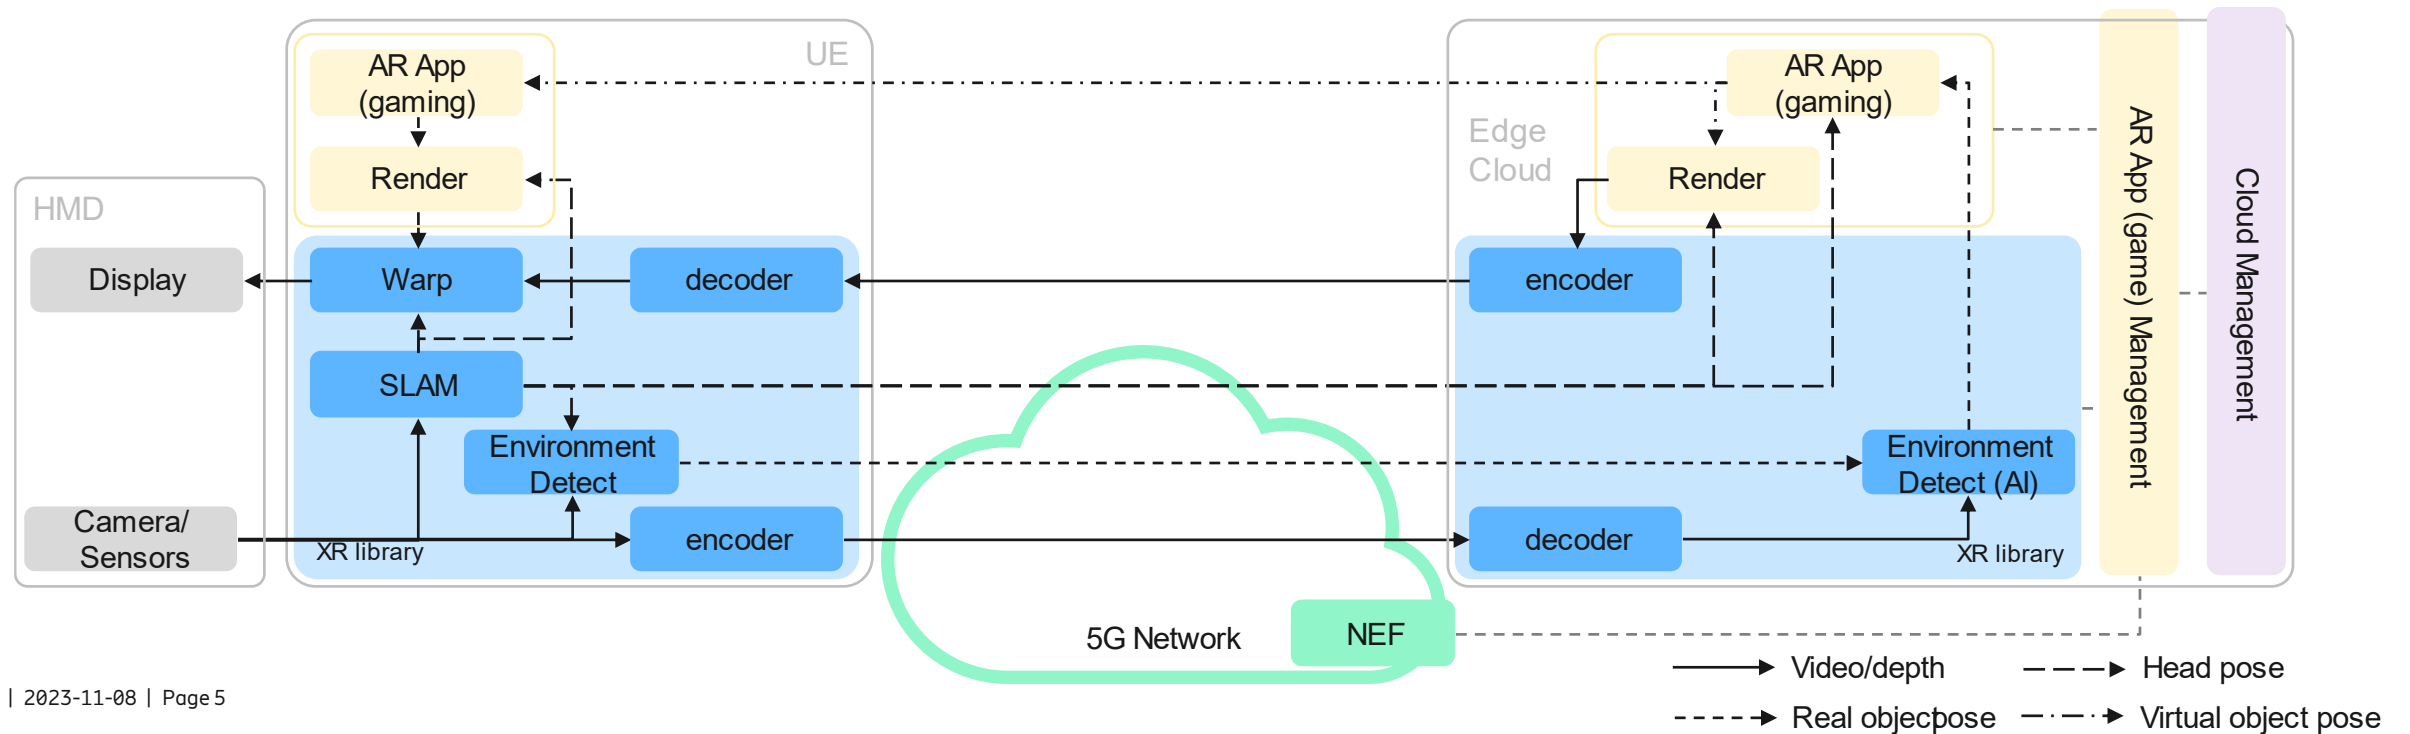 UE
AR App
(gaming)
Render
HMD
Display
Warp
decoder
SLAM
Environment
Detect
Camera/
Sensors
XR library
encoder
5G Network
NEF
Edge
Cloud
AR App
(gaming)
Render
encoder
Environment
Detect (AI)
decoder
XR library
AR App (game) Management
Cloud Management
Video/depth
Head pose
Real object pose
Virtual object pose
| 2023-11-08 | Page 5